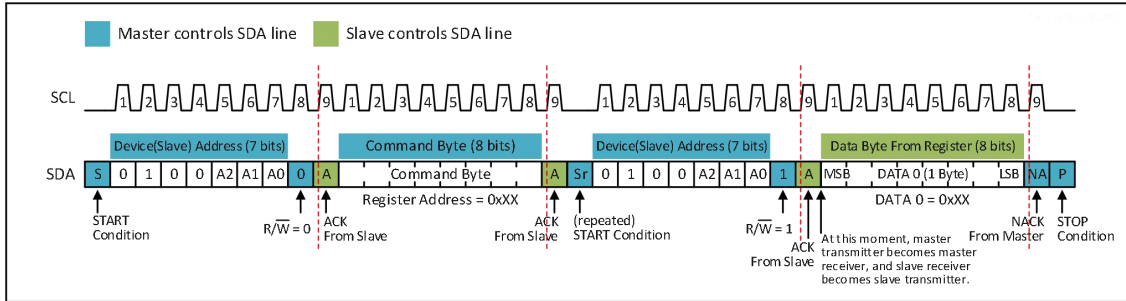 Master controls SDA line
Slave controls SDA line
SCL 1 2 3 4 5 6 7 8 9 1 2 3 4 5 6 7 8 9 1 2 3 4 5 6 7 8 9 1 2 3 4 5 6 7 8 9
Device(Slave) Address (7 bits) Command Byte (8 bits) Device(Slave) Address (7 bits) Data Byte From Register (8 bits)
SDA S 0 1 0 0 A2 A1 A0 0 A Command Byte A Sr 0 1 0 0 A2 A1 A0 1 A MSB DATA 0 (1 Byte) LSB NA P
Register Address = 0xXX
DATA 0 = 0xXX
START
Condition
R/W̅ = 0
ACK
From Slave
ACK
From Slave
(repeated)
START Condition
R/W̅ = 1
ACK
From Slave
At this moment, master
transmitter becomes master
receiver, and slave receiver
becomes slave transmitter.
NACK
From Master
STOP
Condition